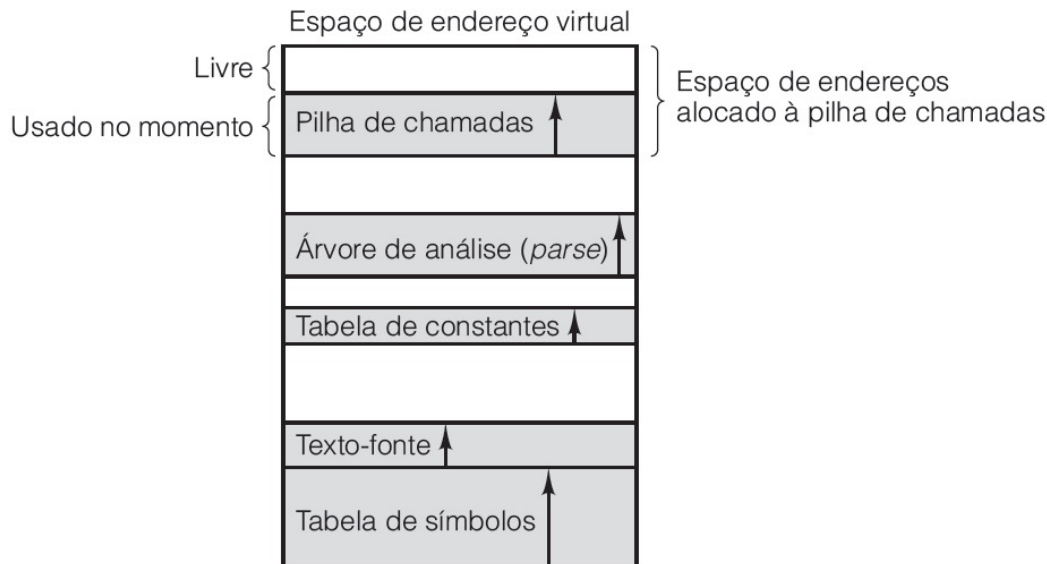 Espaço de endereço virtual
Livre
Usado no momento
Pilha de chamadas
Espaço de endereços
alocado à pilha de chamadas
Árvore de análise (parse)
Tabela de constantes
Texto-fonte
Tabela de símbolos